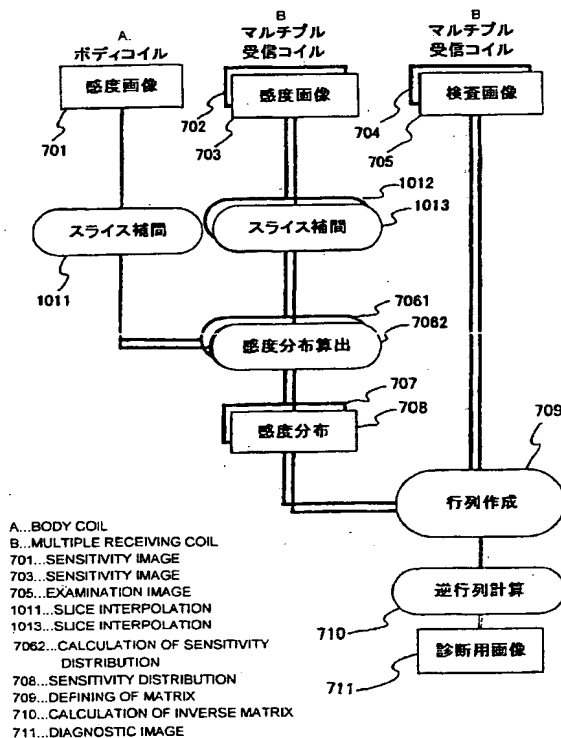 A.
ボディコイル
B
マルチプル
受信コイル
B
マルチプル
受信コイル
感度画像
701
702
703
感度画像
704
705
検査画像
1012
1013
スライス補間
1011
スライス補間
7061
7062
感度分布算出
707
708
感度分布
709
行列作成
逆行列計算
710
診断用画像
711
A...BODY COIL
B...MULTIPLE RECEIVING COIL
701...SENSITIVITY IMAGE
703...SENSITIVITY IMAGE
705...EXAMINATION IMAGE
1011...SLICE INTERPOLATION
1013...SLICE INTERPOLATION
7062...CALCULATION OF SENSITIVITY
DISTRIBUTION
708...SENSITIVITY DISTRIBUTION
709...DEFINING OF MATRIX
710...CALCULATION OF INVERSE MATRIX
711...DIAGNOSTIC IMAGE